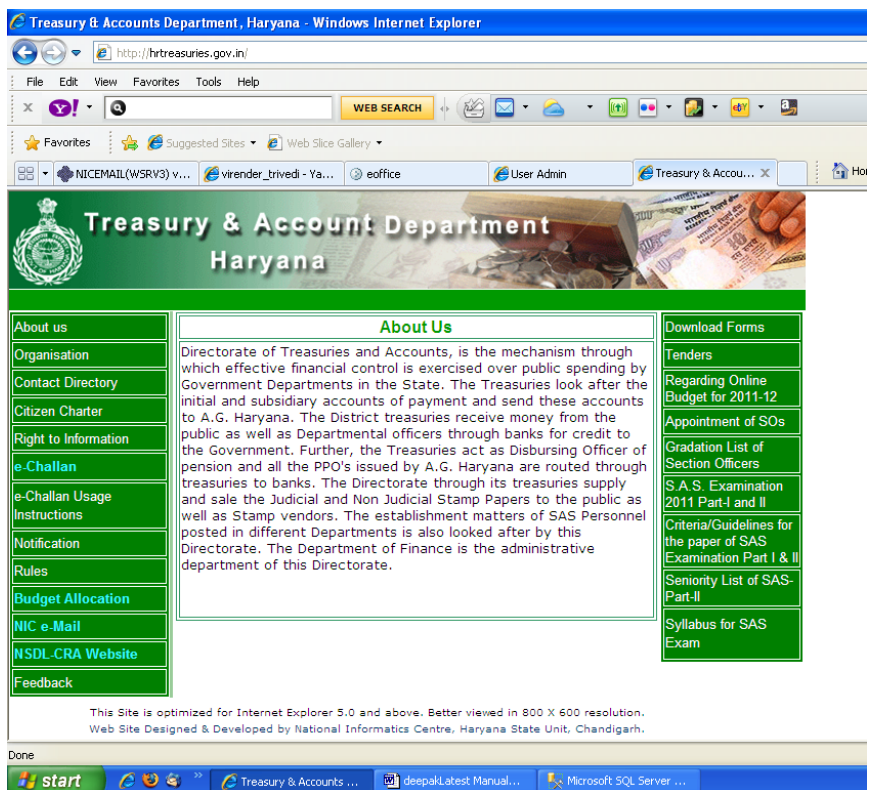 Treasury & Accounts Department, Haryana - Windows Internet Explorer
http://hrtreasuries.gov.in/
File Edit View Favorites Tools Help
x Y! WEB SEARCH eBY a
Favorites Suggested Sites Web Slice Gallery
NICEMAIL(WSRV3) v... virender_trivedi - Ya... eoffice User Admin Treasury & Accou... X Ho
Treasury & Account Department
Haryana
About us
Organisation
Contact Directory
Citizen Charter
Right to Information
e-Challan
e-Challan Usage
Instructions
Notification
Rules
Budget Allocation
NIC e-Mail
NSDL-CRA Website
Feedback
About Us
Directorate of Treasuries and Accounts, is the mechanism through
which effective financial control is exercised over public spending by
Government Departments in the State. The Treasuries look after the
initial and subsidiary accounts of payment and send these accounts
to A.G. Haryana. The District treasuries receive money from the
public as well as Departmental officers through banks for credit to
the Government. Further, the Treasuries act as Disbursing Officer of
pension and all the PPO's issued by A.G. Haryana are routed through
treasuries to banks. The Directorate through its treasuries supply
and sale the Judicial and Non Judicial Stamp Papers to the public as
well as Stamp vendors. The establishment matters of SAS Personnel
posted in different Departments is also looked after by this
Directorate. The Department of Finance is the administrative
department of this Directorate.
Download Forms
Tenders
Regarding Online
Budget for 2011-12
Appointment of SOs
Gradation List of
Section Officers
S.A.S. Examination
2011 Part-I and II
Criteria/Guidelines for
the paper of SAS
Examination Part I & II
Seniority List of SAS-
Part-II
Syllabus for SAS
Exam
This Site is optimized for Internet Explorer 5.0 and above. Better viewed in 800 X 600 resolution.
Web Site Designed & Developed by National Informatics Centre, Haryana State Unit, Chandigarh.
Done
start Treasury & Accounts ... deepakLatest Manual... Microsoft SQL Server ...